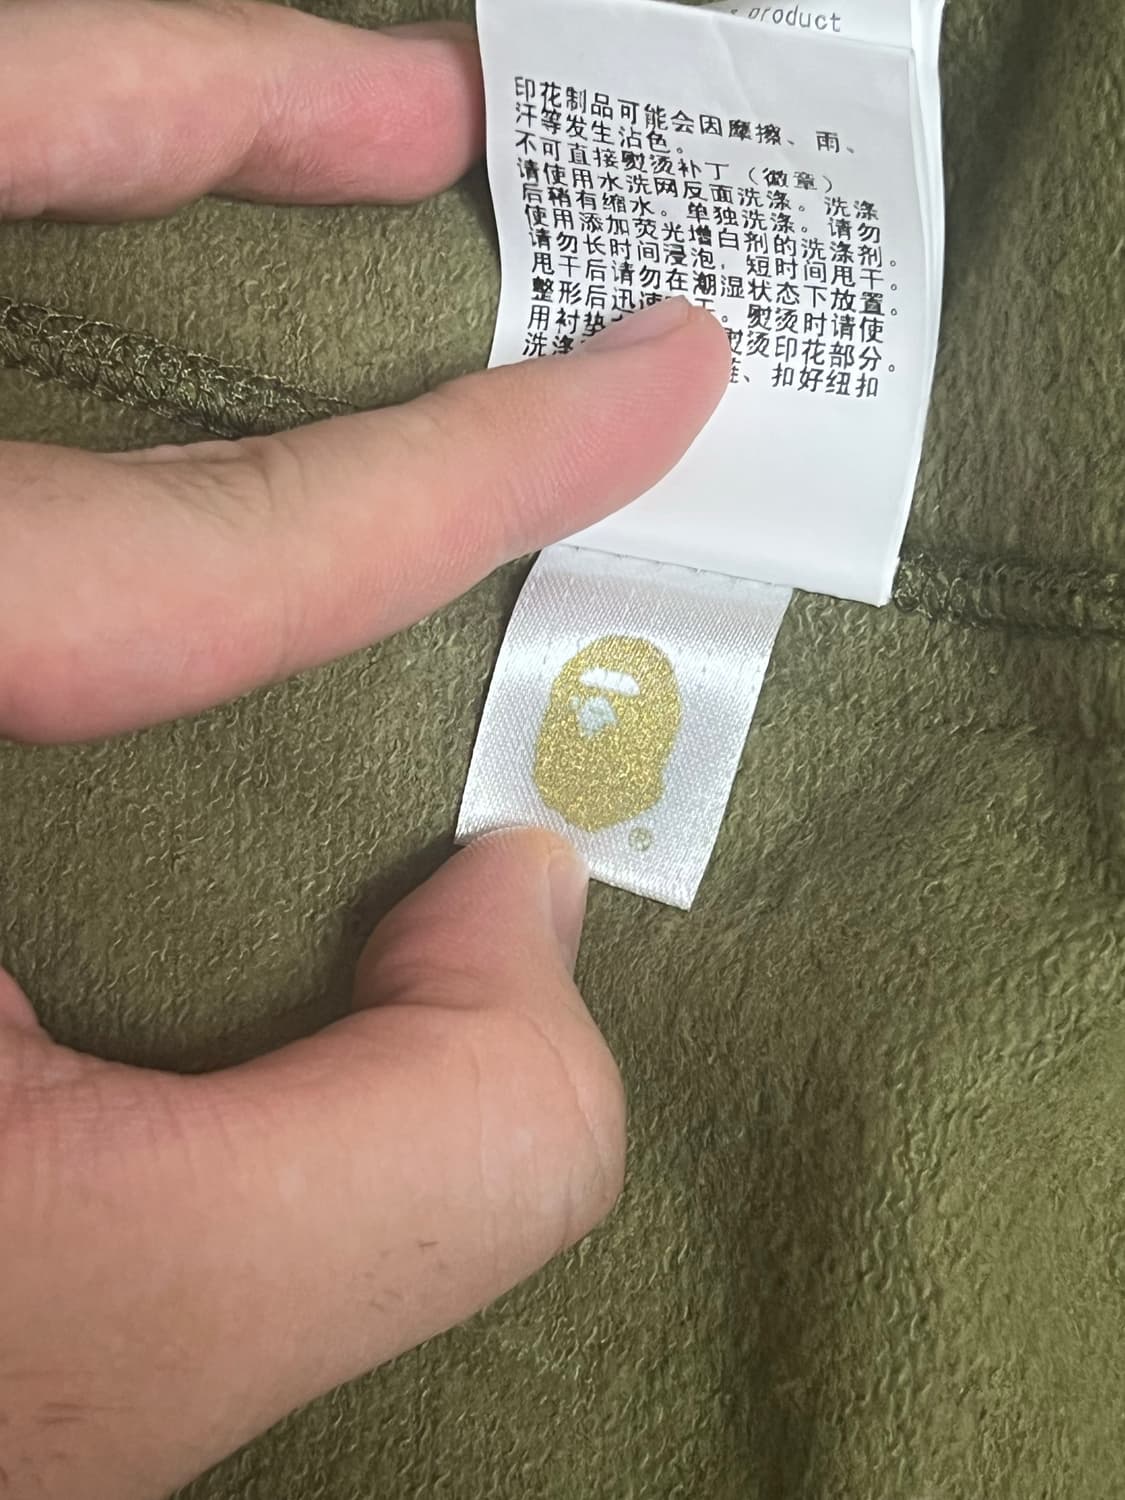 product
印花制品可能会因摩擦、雨、
汗等发生沾色。
不可直接熨烫补丁（徽章）
请使用水洗网反面洗涤。洗涤
后稍有缩水。单独洗涤。请勿
使用添加荧光增白剂的洗涤剂。
请勿长时间浸泡，短时间甩干。
甩干后请勿在潮湿状态下放置。
整形后迅速 干。熨烫时请使
用衬垫 熨烫印花部分。
洗涤 、扣好纽扣
®